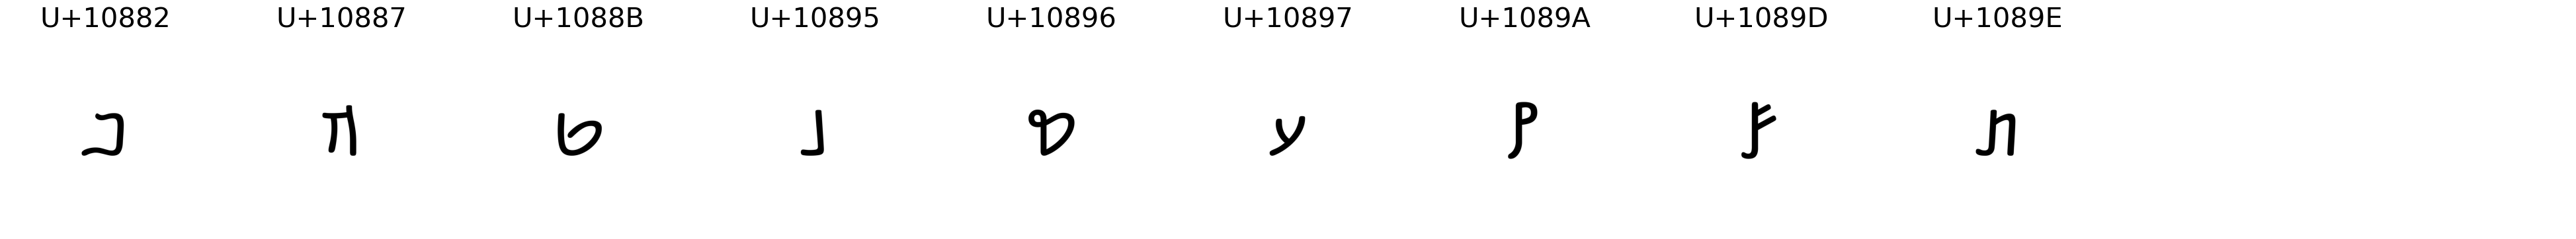 U+10882 U+10887 U+1088B U+10895 U+10896 U+10897 U+1089A U+1089D U+1089E
𐢂 𐢇 𐢋 𐢕 𐢖 𐢗 𐢚 𐢝 𐢞